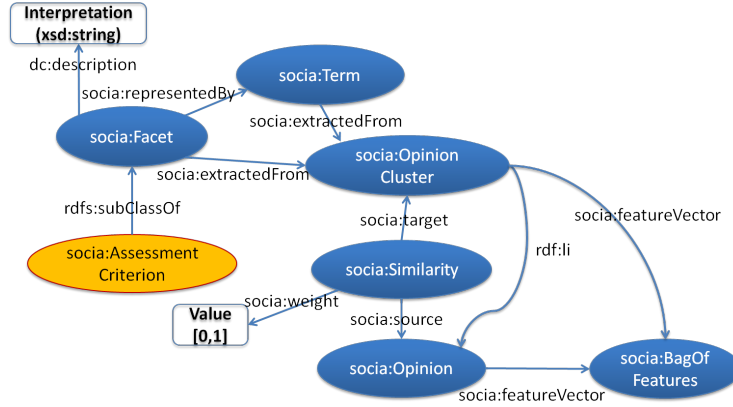 Interpretation
(xsd:string)
dc:description
socia:Term
socia:representedBy
socia:extractedFrom
socia:Facet
socia:Opinion
Cluster
socia:extractedFrom
rdfs:subClassOf
socia:target
socia:featureVector
rdf:li
socia:Assessment
Criterion
socia:Similarity
socia:weight
Value
[0,1]
socia:source
socia:Opinion
socia:BagOf
Features
socia:featureVector